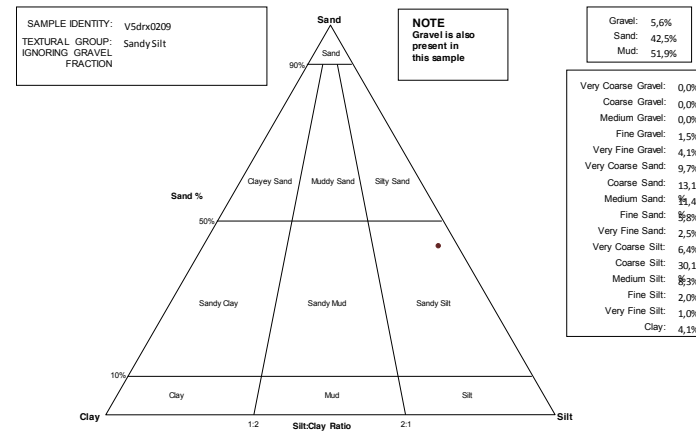 SAMPLE IDENTITY: V5drx0209
TEXTURAL GROUP: Sandy Silt
IGNORING GRAVEL
FRACTION
Sand
NOTE
Gravel is also
present in
this sample
Gravel: 5,6%
Sand: 42,5%
Mud: 51,9%
Sand
90%
Very Coarse Gravel: 0,0%
Coarse Gravel: 0,0%
Medium Gravel: 0,0%
Fine Gravel: 1,5%
Very Fine Gravel: 4,1%
Very Coarse Sand: 9,7%
Coarse Sand: 13,1%
Medium Sand: 11,4%
Fine Sand: 5,8%
Very Fine Sand: 2,5%
Very Coarse Silt: 6,4%
Coarse Silt: 30,1%
Medium Silt: 8,3%
Fine Silt: 2,0%
Very Fine Silt: 1,0%
Clay: 4,1%
Clayey Sand Muddy Sand Silty Sand
Sand %
50%
Sandy Clay Sandy Mud Sandy Silt
10%
Clay Mud Silt
Clay Silt
1:2 Silt:Clay Ratio 2:1